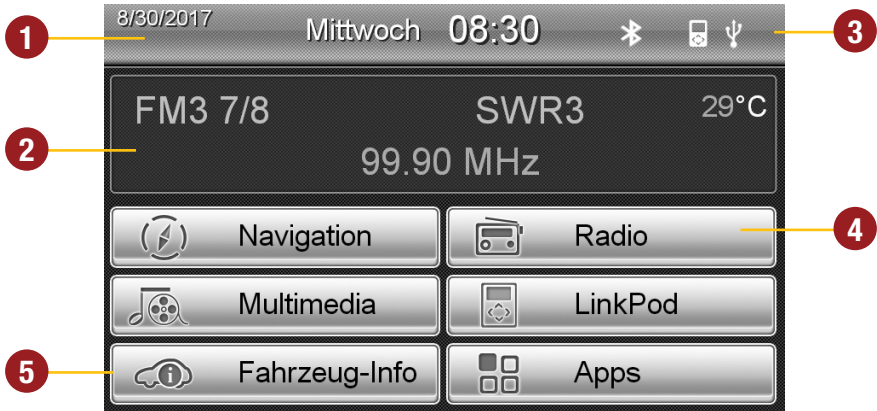 8/30/2017 Mittwoch 08:30
1
3
FM3 7/8 SWR3 29°C
2
99.90 MHz
Navigation Radio
4
Multimedia LinkPod
5
Fahrzeug-Info Apps